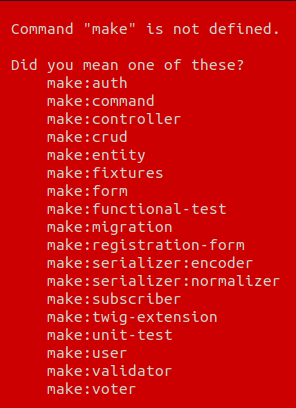 Command "make" is not defined.
Did you mean one of these?
make:auth
make:command
make:controller
make:crud
make:entity
make:fixtures
make:form
make:functional-test
make:migration
make:registration-form
make:serializer:encoder
make:serializer:normalizer
make:subscriber
make:twig-extension
make:unit-test
make:user
make:validator
make:voter